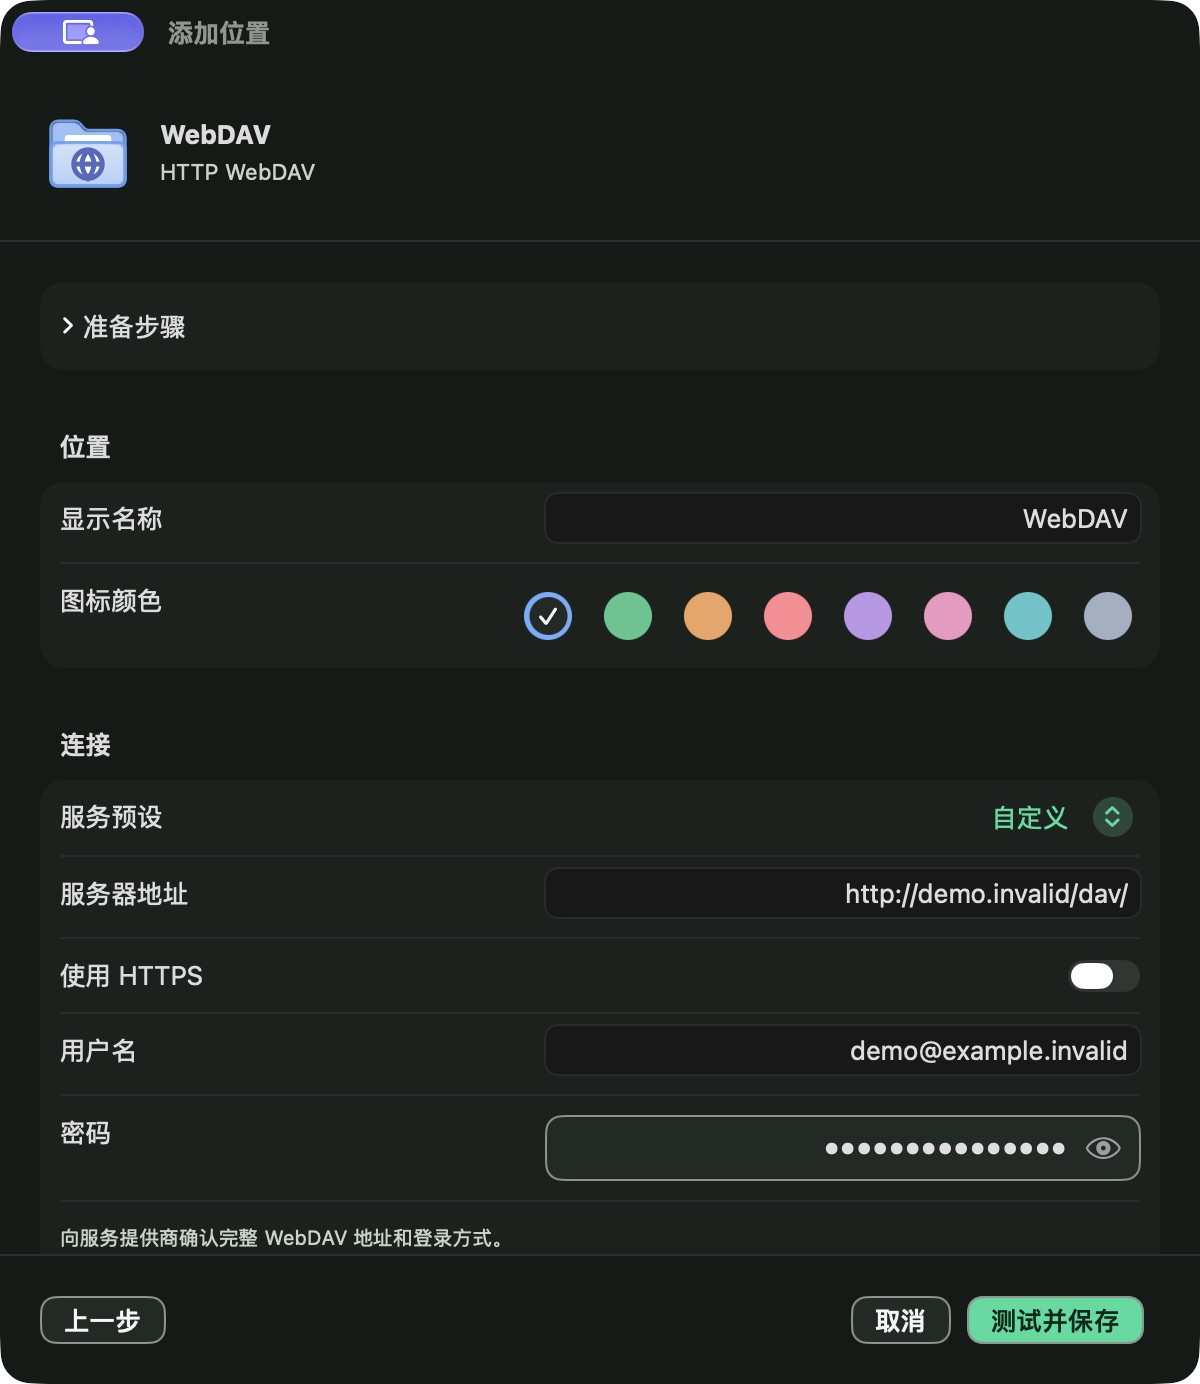 添加位置
WebDAV
HTTP WebDAV
准备步骤
位置
显示名称
WebDAV
图标颜色
连接
服务预设
自定义
服务器地址
http://demo.invalid/dav/
使用 HTTPS
用户名
demo@example.invalid
密码
•••••••••••••••
向服务提供商确认完整 WebDAV 地址和登录方式。
上一步
取消
测试并保存